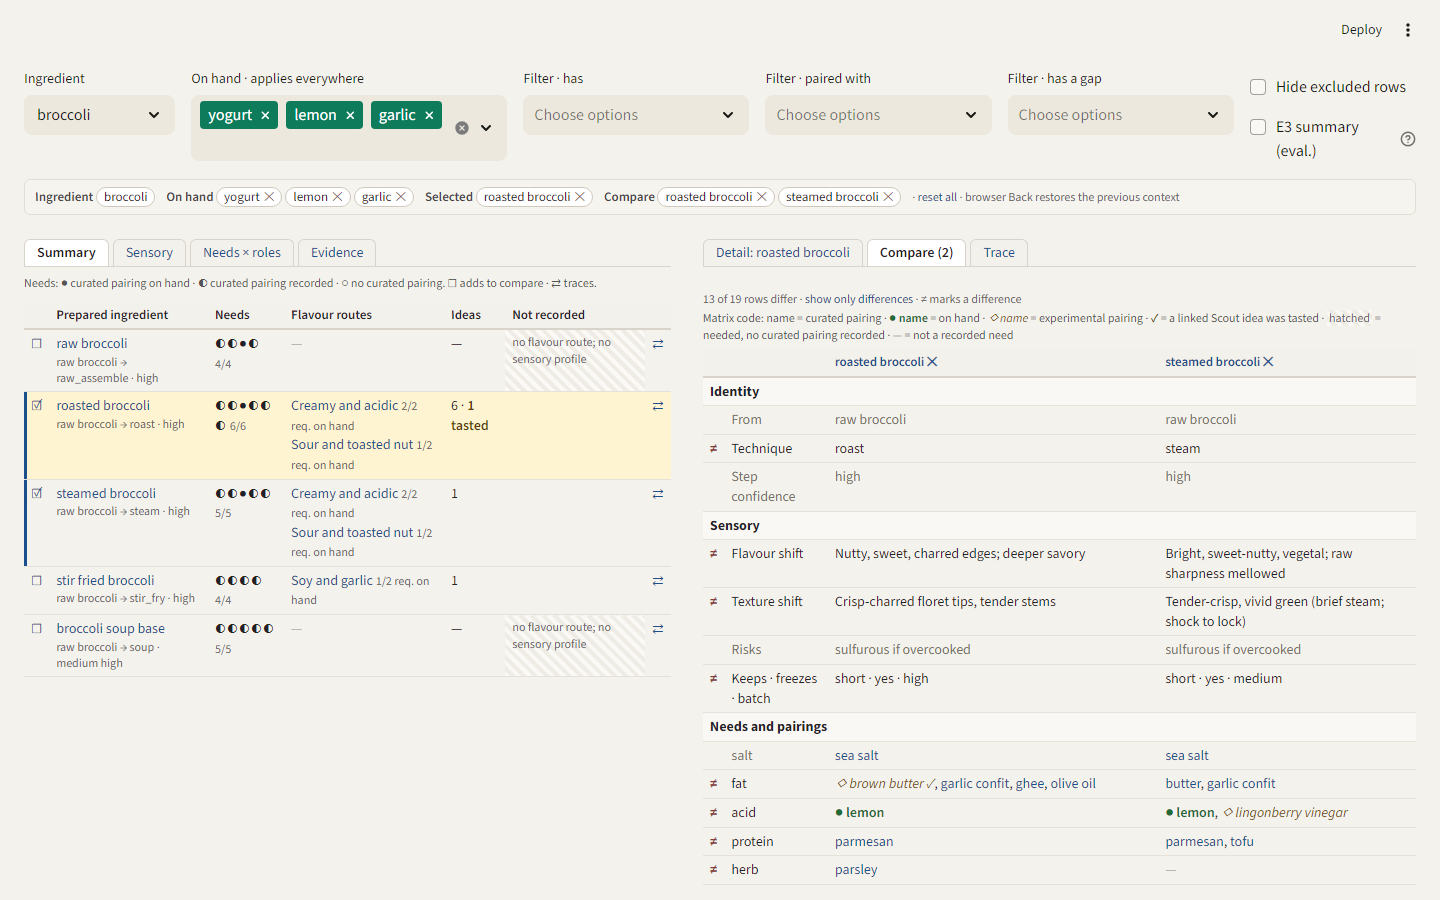 Deploy
Ingredient
On hand · applies everywhere
Filter · has
Filter · paired with
Filter · has a gap
broccoli
yogurt × lemon × garlic ×
Choose options
Choose options
Choose options
Hide excluded rows
E3 summary
(eval.)
Ingredient broccoli On hand yogurt × lemon × garlic × Selected roasted broccoli × Compare roasted broccoli × steamed broccoli × · reset all · browser Back restores the previous context
Summary Sensory Needs × roles Evidence
Needs: ● curated pairing on hand · ◐ curated pairing recorded · ○ no curated pairing. ☐ adds to compare · ⇄ traces.
Prepared ingredient Needs Flavour routes Ideas Not recorded
☐ raw broccoli ◐◐●◐ — — no flavour route; no ⇄
raw broccoli → 4/4 sensory profile
raw_assemble · high
☑ roasted broccoli ◐◐●◐◐ Creamy and acidic 2/2 6 · 1 ⇄
raw broccoli → roast · high ◐ 6/6 req. on hand tasted
Sour and toasted nut 1/2
req. on hand
☑ steamed broccoli ◐◐●◐◐ Creamy and acidic 2/2 1 ⇄
raw broccoli → steam · high 5/5 req. on hand
Sour and toasted nut 1/2
req. on hand
☐ stir fried broccoli ◐◐◐◐ Soy and garlic 1/2 req. on 1 ⇄
raw broccoli → stir_fry · high 4/4 hand
☐ broccoli soup base ◐◐◐◐◐ — — no flavour route; no ⇄
raw broccoli → soup · 5/5 sensory profile
medium high
Detail: roasted broccoli Compare (2) Trace
13 of 19 rows differ · show only differences · ≠ marks a difference
Matrix code: name = curated pairing · ● name = on hand · ◇ name = experimental pairing · ✓ = a linked Scout idea was tasted · hatched =
needed, no curated pairing recorded · — = not a recorded need
roasted broccoli × steamed broccoli ×
Identity
From raw broccoli raw broccoli
≠ Technique roast steam
Step high high
confidence
Sensory
≠ Flavour shift Nutty, sweet, charred edges; deeper savory Bright, sweet-nutty, vegetal; raw
sharpness mellowed
≠ Texture shift Crisp-charred floret tips, tender stems Tender-crisp, vivid green (brief steam;
shock to lock)
Risks sulfurous if overcooked sulfurous if overcooked
≠ Keeps · freezes short · yes · high short · yes · medium
· batch
Needs and pairings
salt sea salt sea salt
≠ fat ◇ brown butter ✓, garlic confit, ghee, olive oil butter, garlic confit
≠ acid ● lemon ● lemon, ◇ lingonberry vinegar
≠ protein parmesan parmesan, tofu
≠ herb parsley —